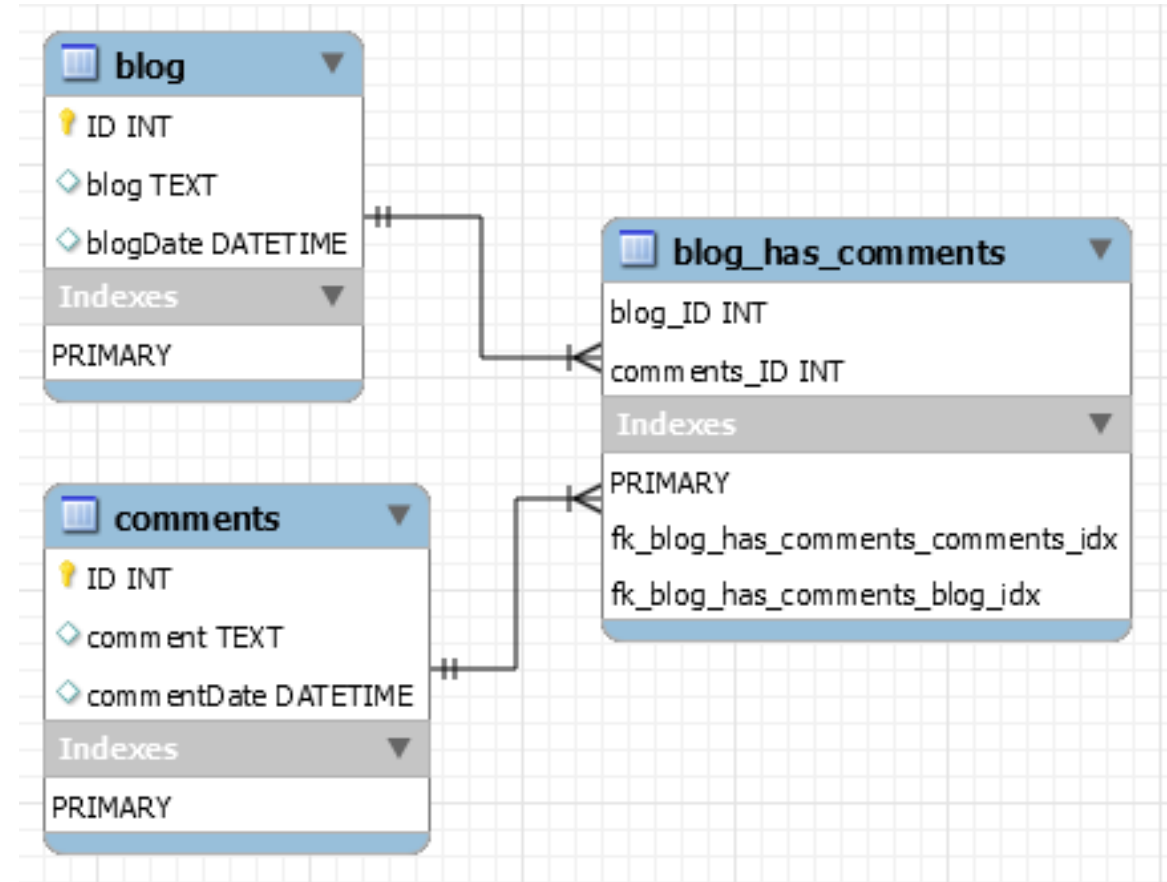 blog
ID INT
blog TEXT
blogDate DATETIME
Indexes
PRIMARY
blog_has_comments
blog_ID INT
comments_ID INT
Indexes
PRIMARY
fk_blog_has_comments_comments_idx
fk_blog_has_comments_blog_idx
comments
ID INT
comment TEXT
commentDate DATETIME
Indexes
PRIMARY